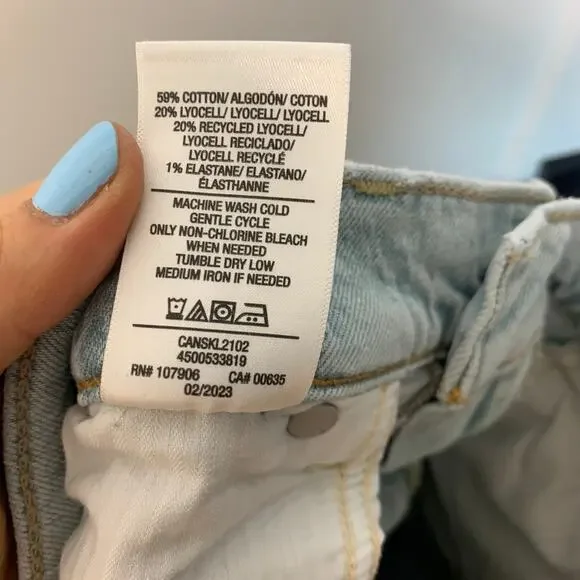 59% COTTON/ ALGODÓN/ COTON
20% LYOCELL/ LYOCELL/ LYOCELL
20% RECYCLED LYOCELL/
LYOCELL RECICLADO/
LYOCELL RECYCLÉ
1% ELASTANE/ ELASTANO/
ÉLASTHANNE
MACHINE WASH COLD
GENTLE CYCLE
ONLY NON-CHLORINE BLEACH
WHEN NEEDED
TUMBLE DRY LOW
MEDIUM IRON IF NEEDED
CANSKL2102
4500533819
RN# 107906 CA# 00635
02/2023